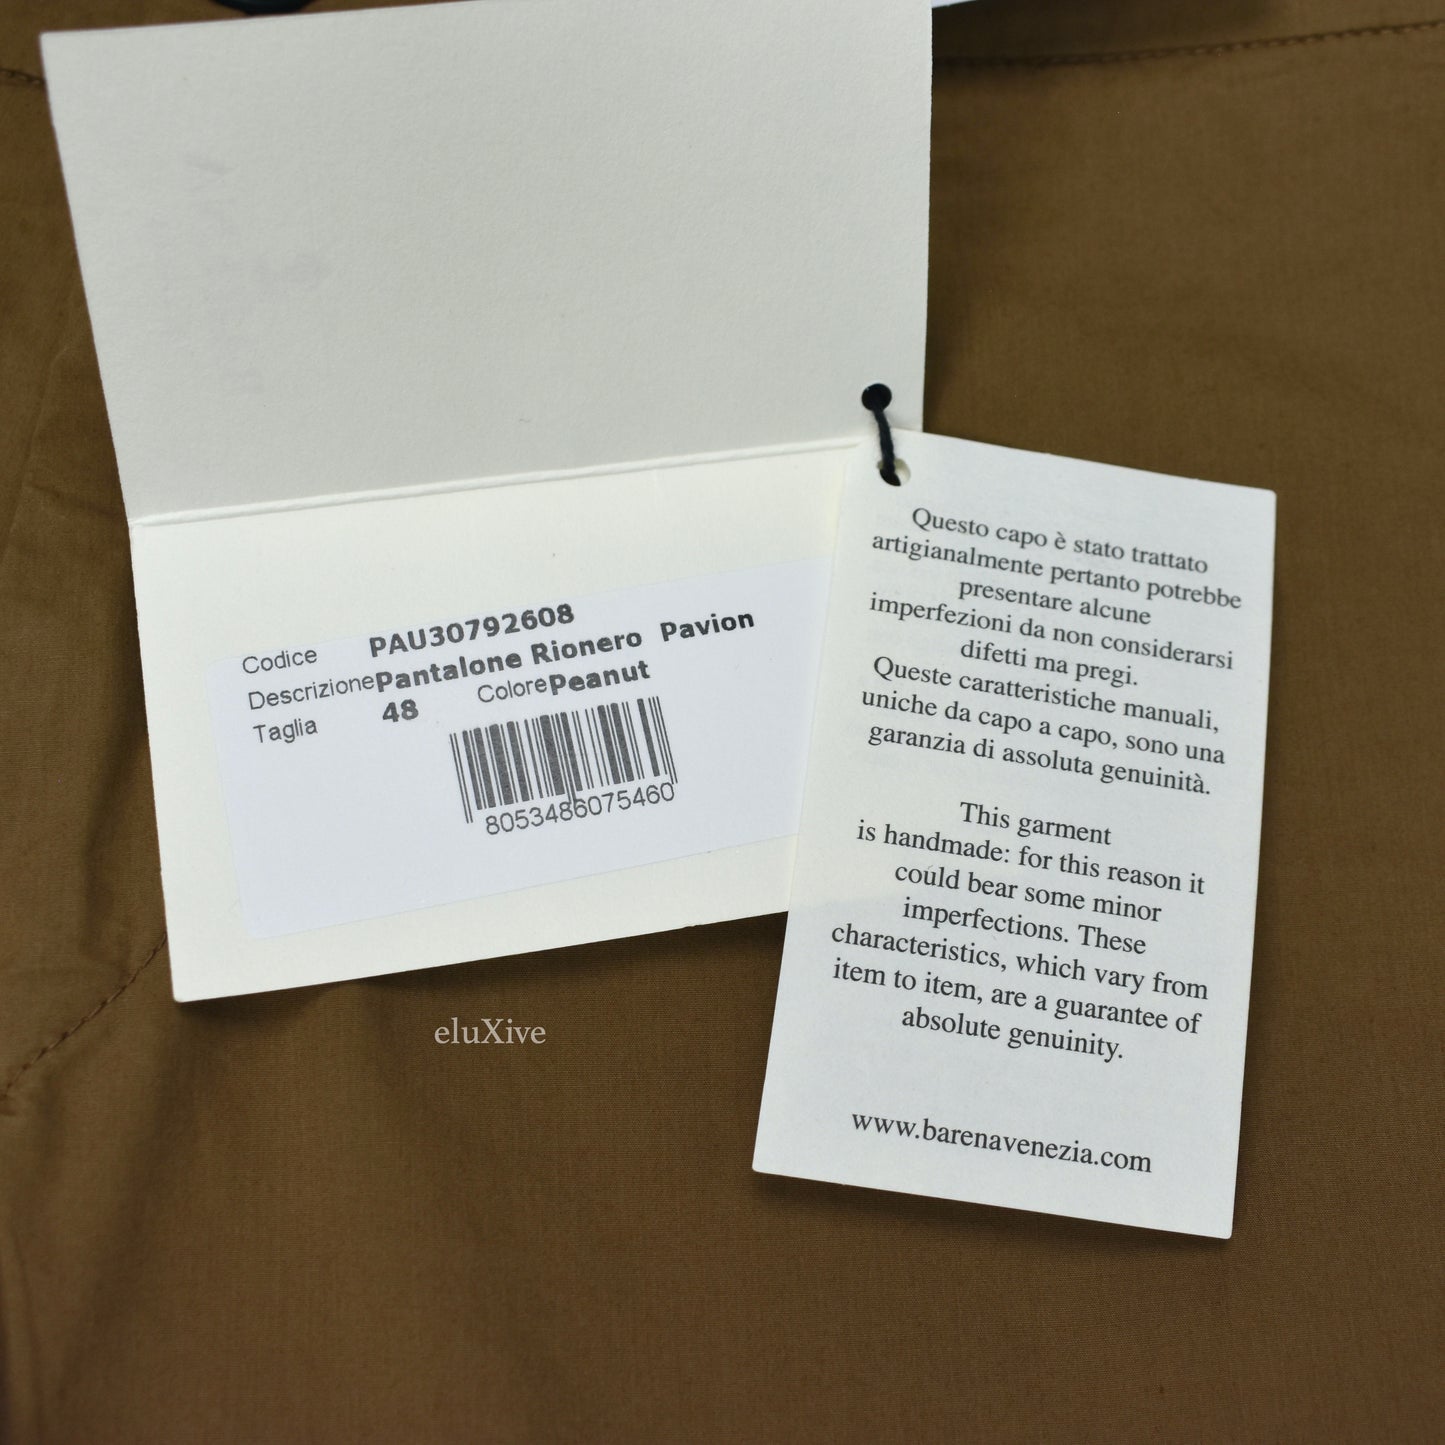 Codice PAU30792608
Descrizione Pantalone Rionero Pavion
Taglia 48 Colore Peanut
8053486075460
Questo capo è stato trattato
artigianalmente pertanto potrebbe
presentare alcune
imperfezioni da non considerarsi
difetti ma pregi.
Queste caratteristiche manuali,
uniche da capo a capo, sono una
garanzia di assoluta genuinità.
This garment
is handmade: for this reason it
could bear some minor
imperfections. These
characteristics, which vary from
item to item, are a guarantee of
absolute genuinity.
www.barenavenezia.com
eluXive